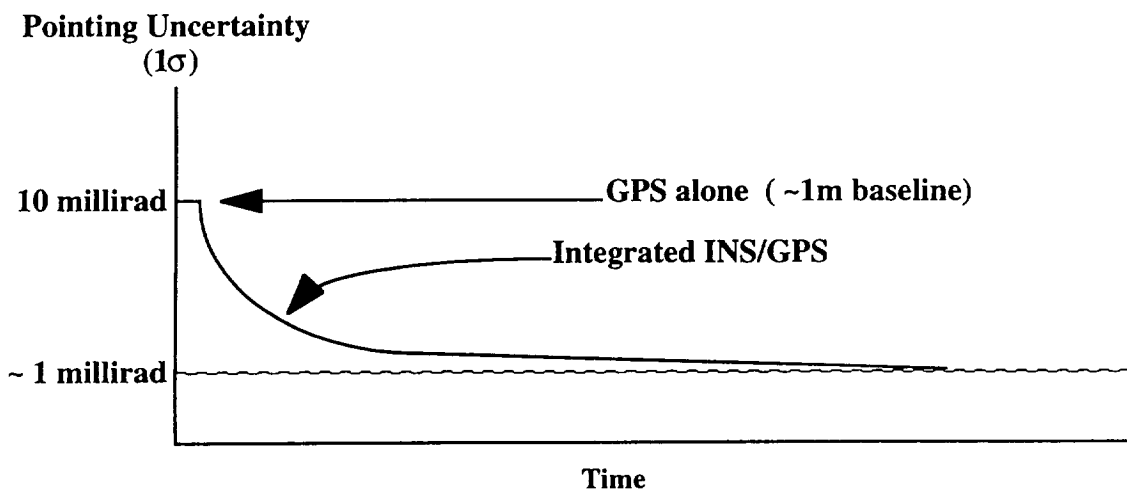 Pointing Uncertainty
(1σ)
10 millirad
GPS alone ( ~1m baseline)
Integrated INS/GPS
~ 1 millirad
Time